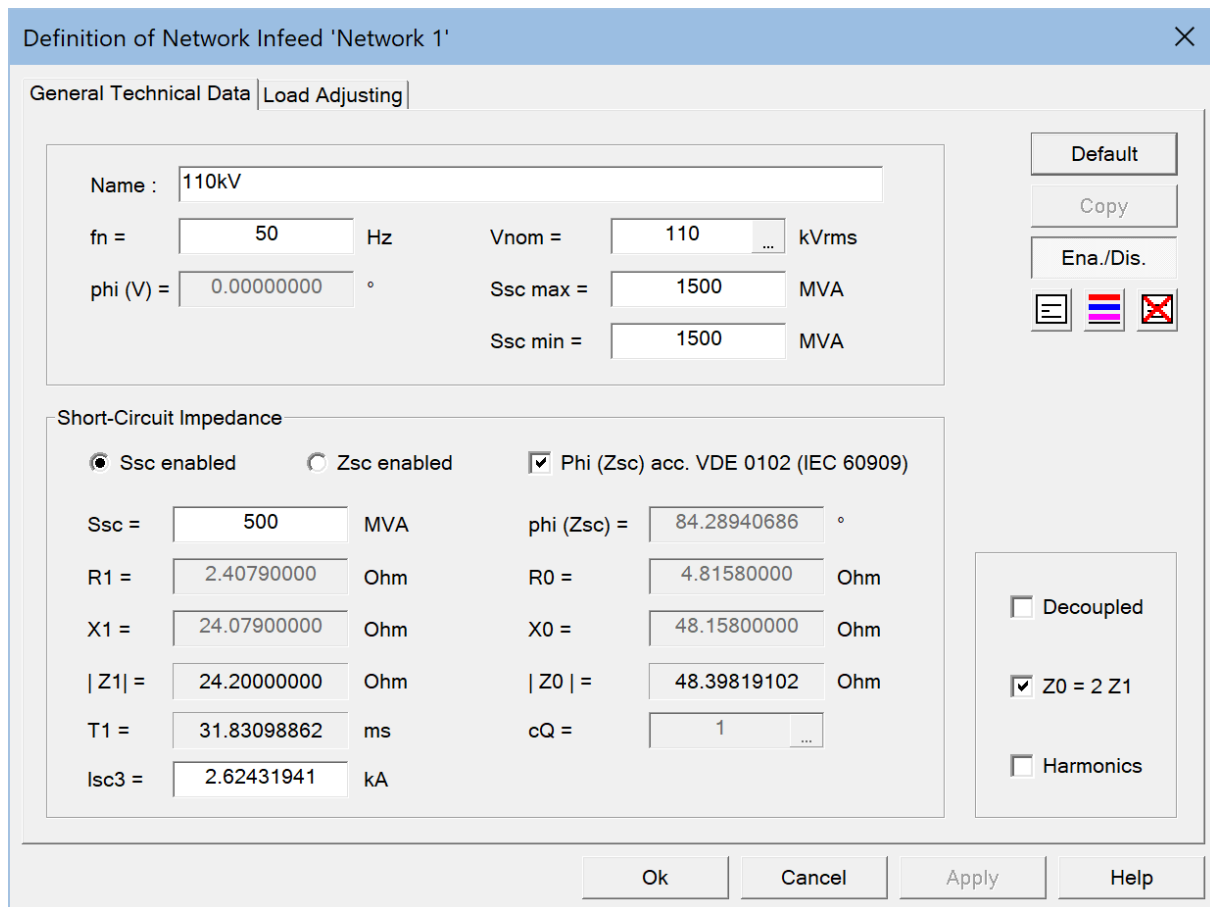 Definition of Network Infeed 'Network 1'
General Technical Data Load Adjusting
Name : 110kV
Default
Copy
fn = 50 Hz Vnom = 110 ... kVrms
Ena./Dis.
phi (V) = 0.00000000 ° Ssc max = 1500 MVA
Ssc min = 1500 MVA
Short-Circuit Impedance
Ssc enabled Zsc enabled Phi (Zsc) acc. VDE 0102 (IEC 60909)
Ssc = 500 MVA phi (Zsc) = 84.28940686 °
R1 = 2.40790000 Ohm R0 = 4.81580000 Ohm
Decoupled
X1 = 24.07900000 Ohm X0 = 48.15800000 Ohm
| Z1| = 24.20000000 Ohm | Z0 | = 48.39819102 Ohm
Z0 = 2 Z1
T1 = 31.83098862 ms cQ = 1 ...
Isc3 = 2.62431941 kA
Harmonics
Ok Cancel Apply Help